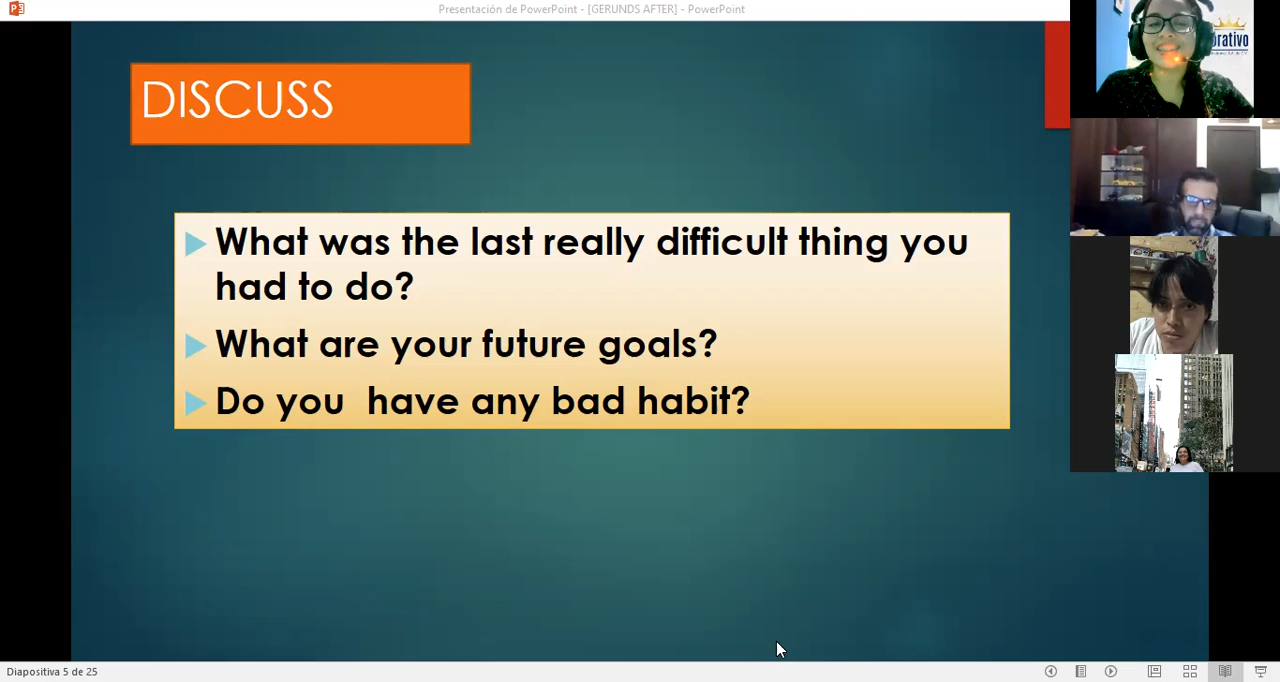 Presentación de PowerPoint - [GERUNDS AFTER] - PowerPoint
DISCUSS
What was the last really difficult thing you
had to do?
What are your future goals?
Do you have any bad habit?
Diapositiva 5 de 25